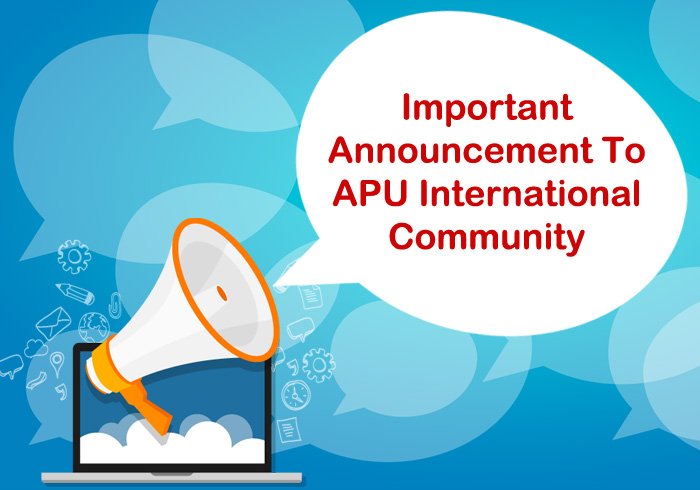 Important
Announcement To
APU International
Community